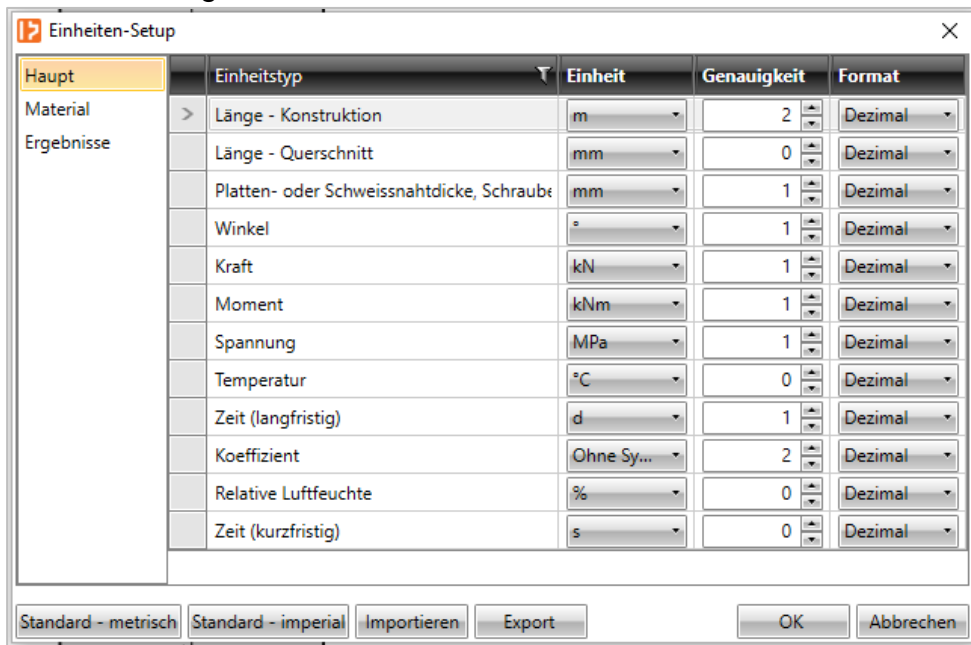 Einheiten-Setup
Haupt
Material
Ergebnisse
Einheitstyp Einheit Genauigkeit Format
Länge - Konstruktion m 2 Dezimal
Länge - Querschnitt mm 0 Dezimal
Platten- oder Schweissnahtdicke, Schraube mm 1 Dezimal
Winkel ° 1 Dezimal
Kraft kN 1 Dezimal
Moment kNm 1 Dezimal
Spannung MPa 1 Dezimal
Temperatur °C 0 Dezimal
Zeit (langfristig) d 1 Dezimal
Koeffizient Ohne Sy... 2 Dezimal
Relative Luftfeuchte % 0 Dezimal
Zeit (kurzfristig) s 0 Dezimal
Standard - metrisch Standard - imperial Importieren Export OK Abbrechen